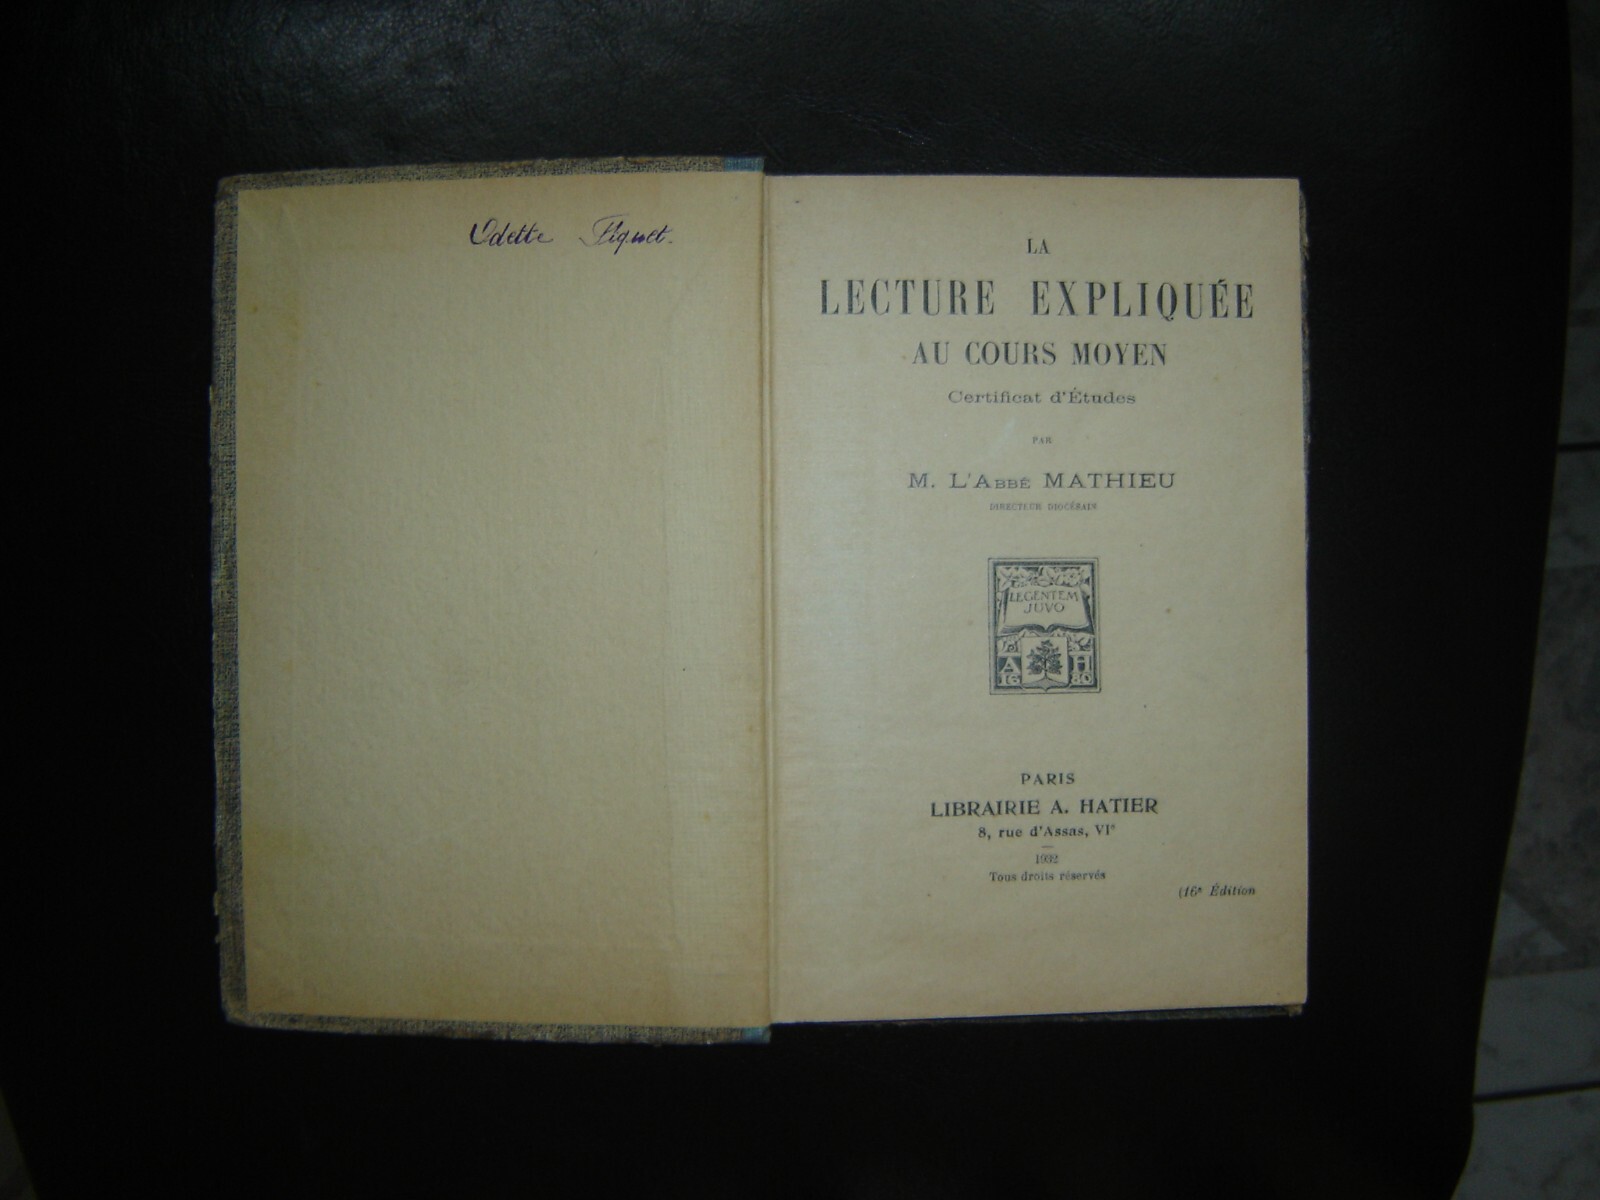 Odette Piquet.
LA
LECTURE EXPLIQUÉE
AU COURS MOYEN
Certificat d'Études
PAR
M. L'ABBÉ MATHIEU
DIRECTEUR DIOCÉSAIN
LEGENTEM
JUVO
A H
16 80
PARIS
LIBRAIRIE A. HATIER
8, rue d'Assas, VIe
1932
Tous droits réservés
(16e Édition